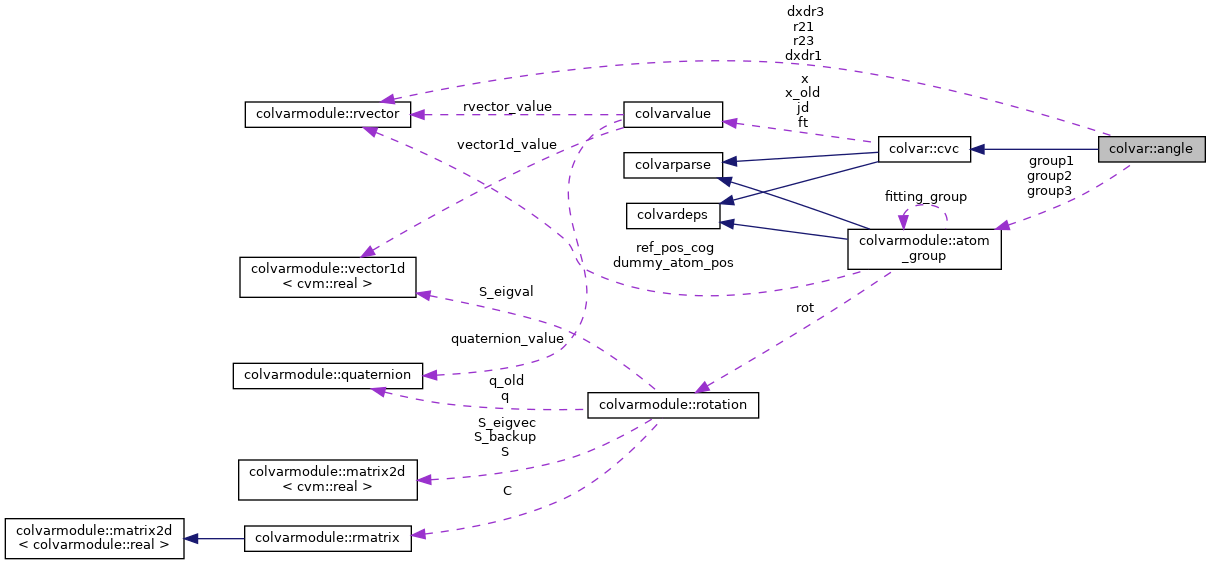 dxdr3
r21
r23
dxdr1
x
x_old
jd
ft
colvarmodule::rvector
rvector_value
colvarvalue
vector1d_value
colvar::cvc
colvar::angle
colvarparse
group1
group2
group3
fitting_group
colvardeps
colvarmodule::atom
_group
ref_pos_cog
dummy_atom_pos
colvarmodule::vector1d
< cvm::real >
S_eigval
rot
quaternion_value
colvarmodule::quaternion
q_old
q
colvarmodule::rotation
S_eigvec
S_backup
S
colvarmodule::matrix2d
< cvm::real >
C
colvarmodule::matrix2d
< colvarmodule::real >
colvarmodule::rmatrix